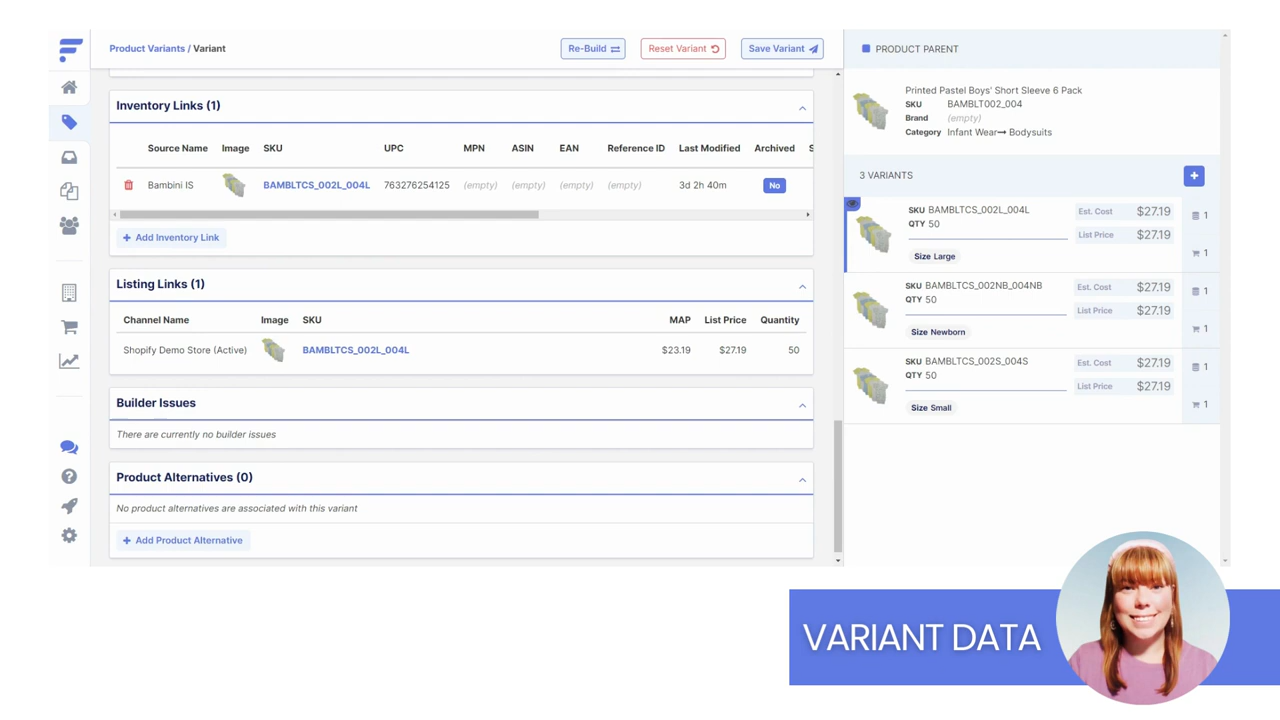 Product Variants / Variant
Re-Build
Reset Variant
Save Variant
Inventory Links (1)
Source Name Image SKU UPC MPN ASIN EAN Reference ID Last Modified Archived S
Bambini IS BAMBLTCS_002L_004L 763276254125 (empty) (empty) (empty) (empty) 3d 2h 40m No
+ Add Inventory Link
Listing Links (1)
Channel Name Image SKU MAP List Price Quantity
Shopify Demo Store (Active) BAMBLTCS_002L_004L $23.19 $27.19 50
Builder Issues
There are currently no builder issues
Product Alternatives (0)
No product alternatives are associated with this variant
+ Add Product Alternative
PRODUCT PARENT
Printed Pastel Boys' Short Sleeve 6 Pack
SKU BAMBLT002_004
Brand (empty)
Category Infant Wear→ Bodysuits
3 VARIANTS +
SKU BAMBLTCS_002L_004L Est. Cost $27.19 1
QTY 50 List Price $27.19
Size Large 1
SKU BAMBLTCS_002NB_004NB Est. Cost $27.19 1
QTY 50 List Price $27.19
Size Newborn 1
SKU BAMBLTCS_002S_004S Est. Cost $27.19 1
QTY 50 List Price $27.19
Size Small 1
VARIANT DATA